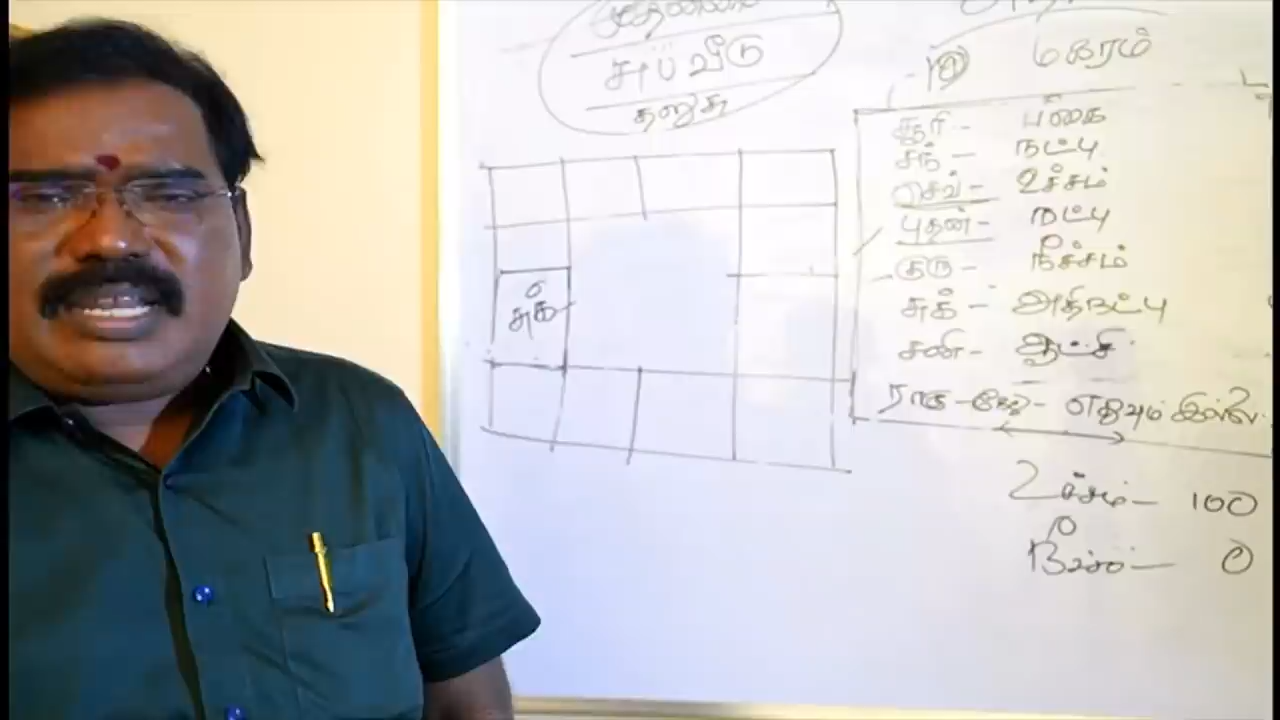 சுப வீடு
தனுசு
மகரம்
சூரி - பகை
சந் - நட்பு
செவ் - உச்சம்
புதன் - நட்பு
குரு - நீச்சம்
சுக் - அதிநட்பு
சனி - ஆட்சி
ராகு - கேது - எதுவும் இல்லை
சுக்
உச்சம் - 100
நீச்சம் - 0